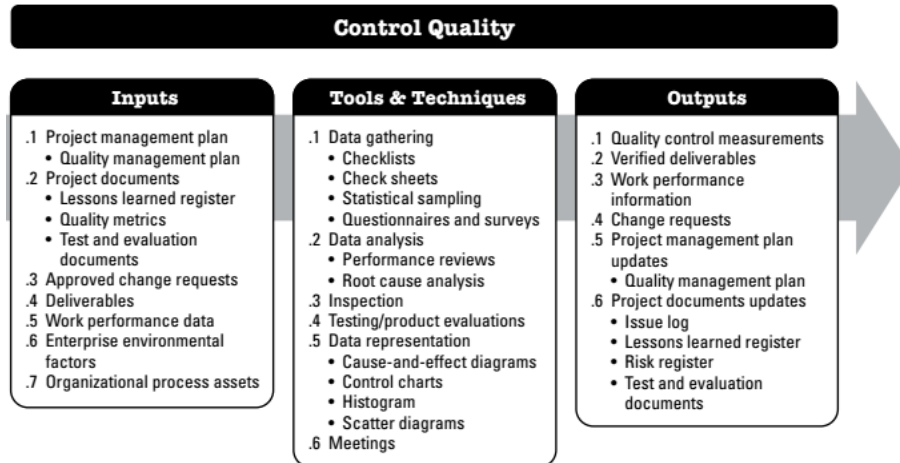 Control Quality
Inputs
.1 Project management plan
• Quality management plan
.2 Project documents
• Lessons learned register
• Quality metrics
• Test and evaluation
documents
.3 Approved change requests
.4 Deliverables
.5 Work performance data
.6 Enterprise environmental
factors
.7 Organizational process assets
Tools & Techniques
.1 Data gathering
• Checklists
• Check sheets
• Statistical sampling
• Questionnaires and surveys
.2 Data analysis
• Performance reviews
• Root cause analysis
.3 Inspection
.4 Testing/product evaluations
.5 Data representation
• Cause-and-effect diagrams
• Control charts
• Histogram
• Scatter diagrams
.6 Meetings
Outputs
.1 Quality control measurements
.2 Verified deliverables
.3 Work performance
information
.4 Change requests
.5 Project management plan
updates
• Quality management plan
.6 Project documents updates
• Issue log
• Lessons learned register
• Risk register
• Test and evaluation
documents